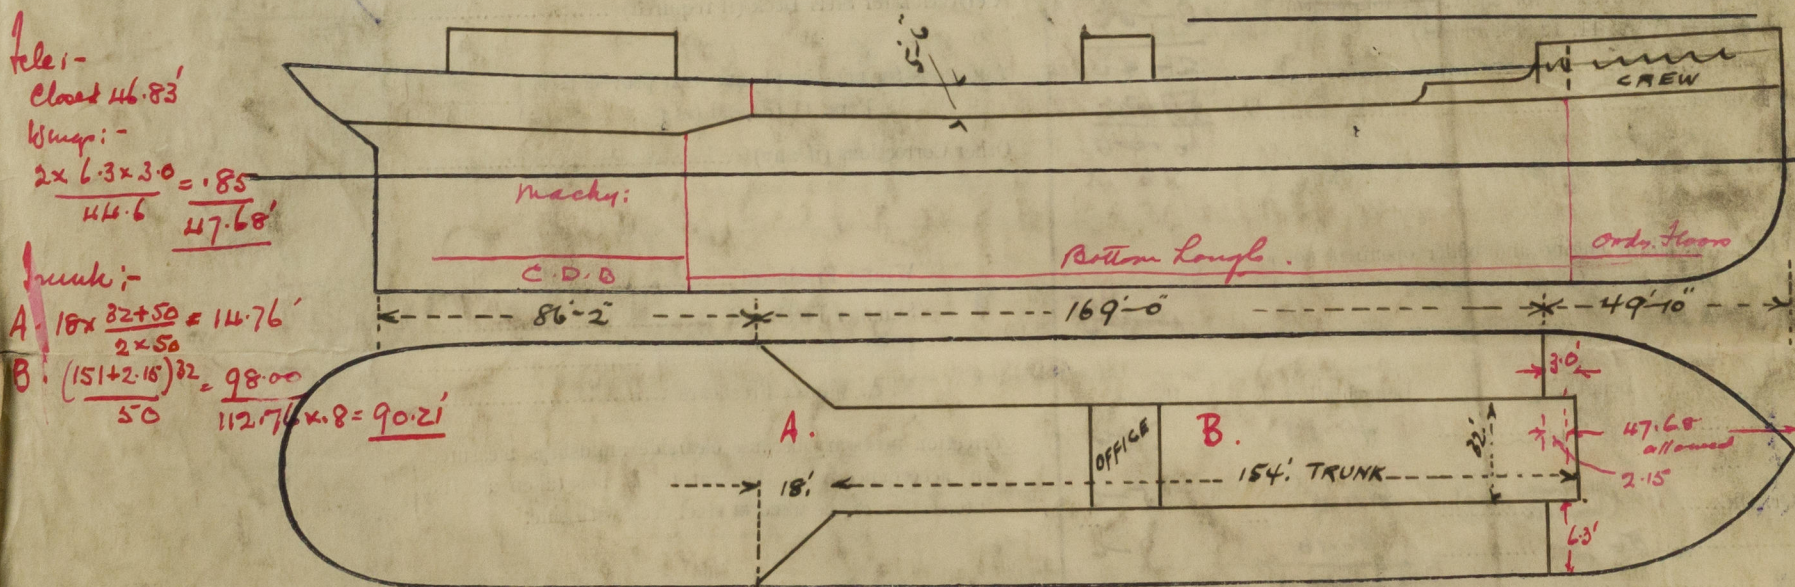 Fcle:-
Closed 46.83'
Wings:-
2 x 6.3 x 3.0 = .85
44.6
47.68'
Trunk:-
A. 18 x 32+50 = 14.76'
2 x 50
B. (151+2.15)32 = 98.00
50
112.76 x .8 = 90.21'
CREW
Machy:
C.D.B
Bottom Longls.
Ordy. Floors
86'-2"
169'-0"
49'-10"
3.0'
A.
OFFICE
B.
32'
47.68
allowed
18'
154' TRUNK
2.15
6.3'